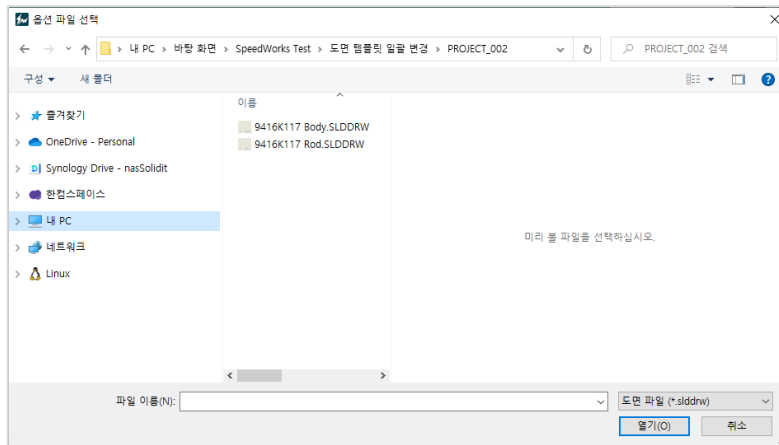 옵션 파일 선택
내 PC > 바탕 화면 > SpeedWorks Test > 도면 템플릿 일괄 변경 > PROJECT_002
PROJECT_002 검색
구성
새 폴더
즐겨찾기
OneDrive - Personal
Synology Drive - nasSolidit
한컴스페이스
내 PC
네트워크
Linux
이름
9416K117 Body.SLDDRW
9416K117 Rod.SLDDRW
미리 볼 파일을 선택하십시오.
파일 이름(N):
도면 파일 (*.slddrw)
열기(O)
취소